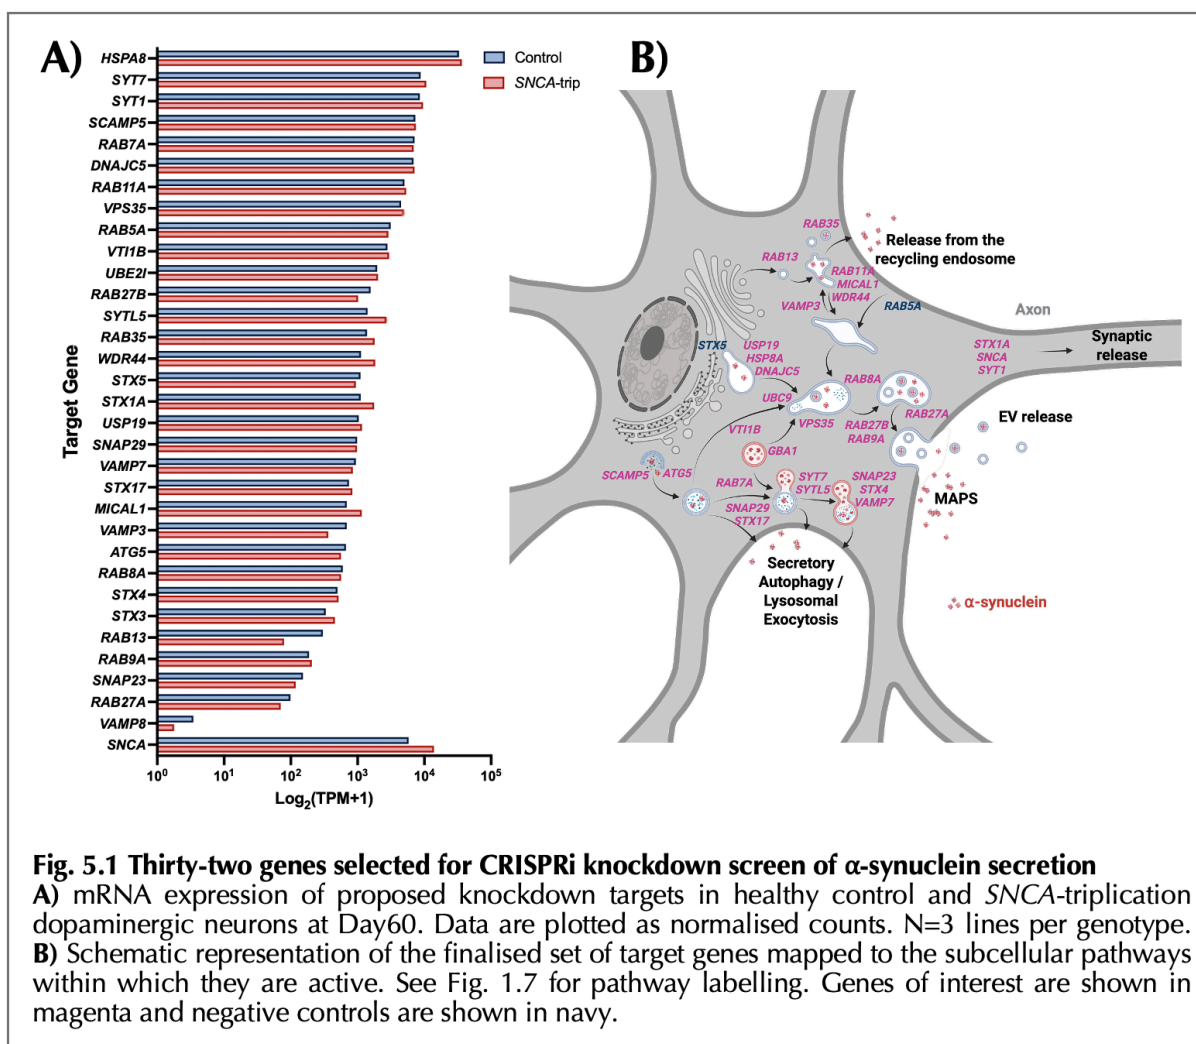 A)
HSPA8
SYT7
SYT1
SCAMP5
RAB7A
DNAJC5
RAB11A
VPS35
RAB5A
VTI1B
UBE2I
RAB27B
SYTL5
RAB35
WDR44
STX5
STX1A
USP19
SNAP29
VAMP7
STX17
MICAL1
VAMP3
ATG5
RAB8A
STX4
STX3
RAB13
RAB9A
SNAP23
RAB27A
VAMP8
SNCA
Target Gene
10⁰ 10¹ 10² 10³ 10⁴ 10⁵
Log₂(TPM+1)
Control
SNCA-trip
B)
RAB35
Release from the
recycling endosome
RAB13
RAB11A
MICAL1
WDR44
VAMP3
RAB5A
Axon
STX5
USP19
HSP8A
DNAJC5
STX1A
SNCA
SYT1
Synaptic
release
UBC9
RAB8A
RAB27A
VPS35
RAB27B
RAB9A
EV release
VTI1B
GBA1
SCAMP5
ATG5
RAB7A
SYT7
SYTL5
SNAP23
STX4
VAMP7
MAPS
SNAP29
STX17
Secretory
Autophagy /
Lysosomal
Exocytosis
α-synuclein
Fig. 5.1 Thirty-two genes selected for CRISPRi knockdown screen of α-synuclein secretion
A) mRNA expression of proposed knockdown targets in healthy control and SNCA-triplication
dopaminergic neurons at Day60. Data are plotted as normalised counts. N=3 lines per genotype.
B) Schematic representation of the finalised set of target genes mapped to the subcellular pathways
within which they are active. See Fig. 1.7 for pathway labelling. Genes of interest are shown in
magenta and negative controls are shown in navy.